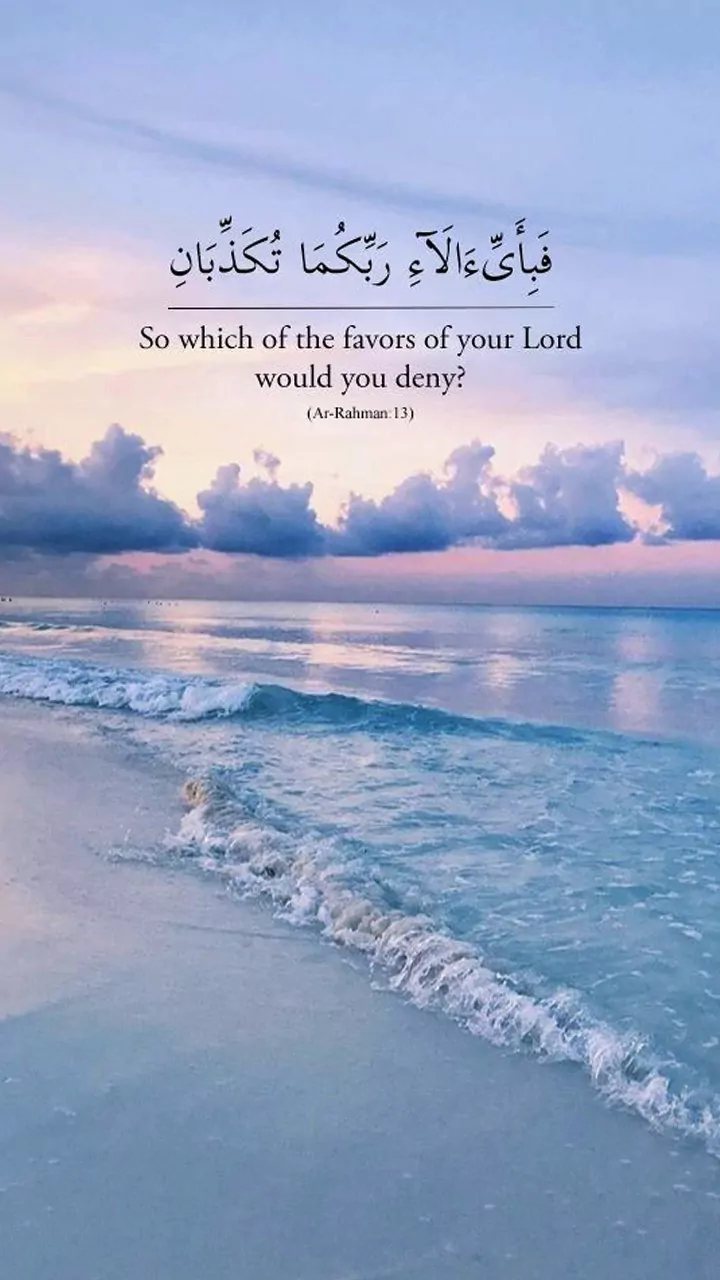 فَبِأَىِّ ءَالَآءِ رَبِّكُمَا تُكَذِّبَانِ
So which of the favors of your Lord
would you deny?
(Ar-Rahman:13)